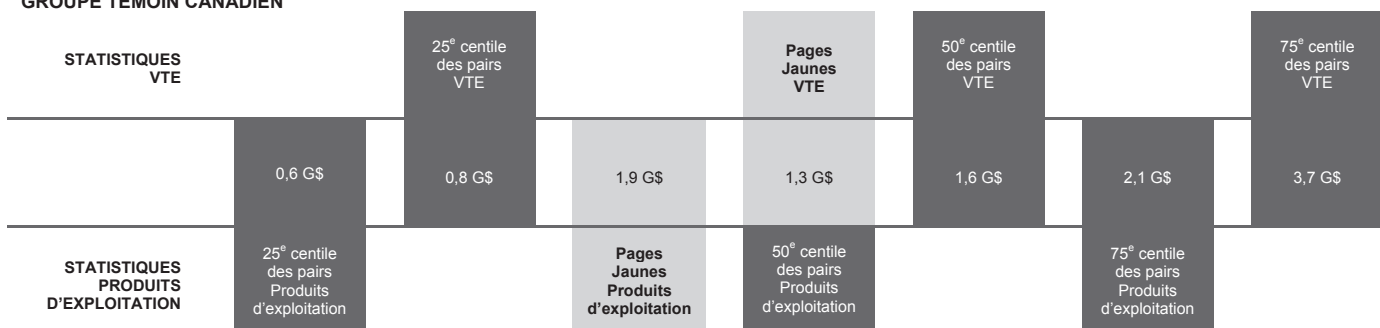 GROUPE TÉMOIN CANADIEN
STATISTIQUES
VTE
25e centile
des pairs
VTE
Pages
Jaunes
VTE
50e centile
des pairs
VTE
75e centile
des pairs
VTE
0,6 G$
0,8 G$
1,9 G$
1,3 G$
1,6 G$
2,1 G$
3,7 G$
STATISTIQUES
PRODUITS
D'EXPLOITATION
25e centile
des pairs
Produits
d'exploitation
Pages
Jaunes
Produits
d'exploitation
50e centile
des pairs
Produits
d'exploitation
75e centile
des pairs
Produits
d'exploitation